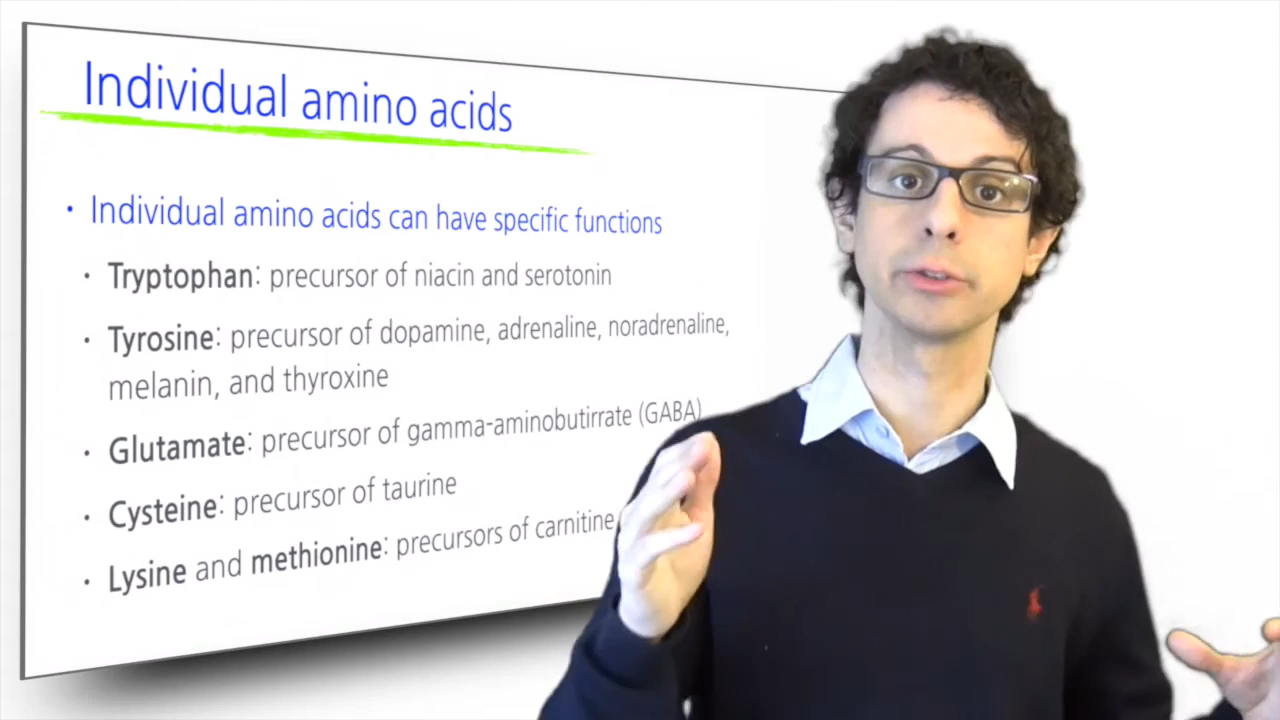 Individual amino acids
• Individual amino acids can have specific functions
• Tryptophan: precursor of niacin and serotonin
• Tyrosine: precursor of dopamine, adrenaline, noradrenaline,
melanin, and thyroxine
• Glutamate: precursor of gamma-aminobutirrate (GABA)
• Cysteine: precursor of taurine
• Lysine and methionine: precursors of carnitine